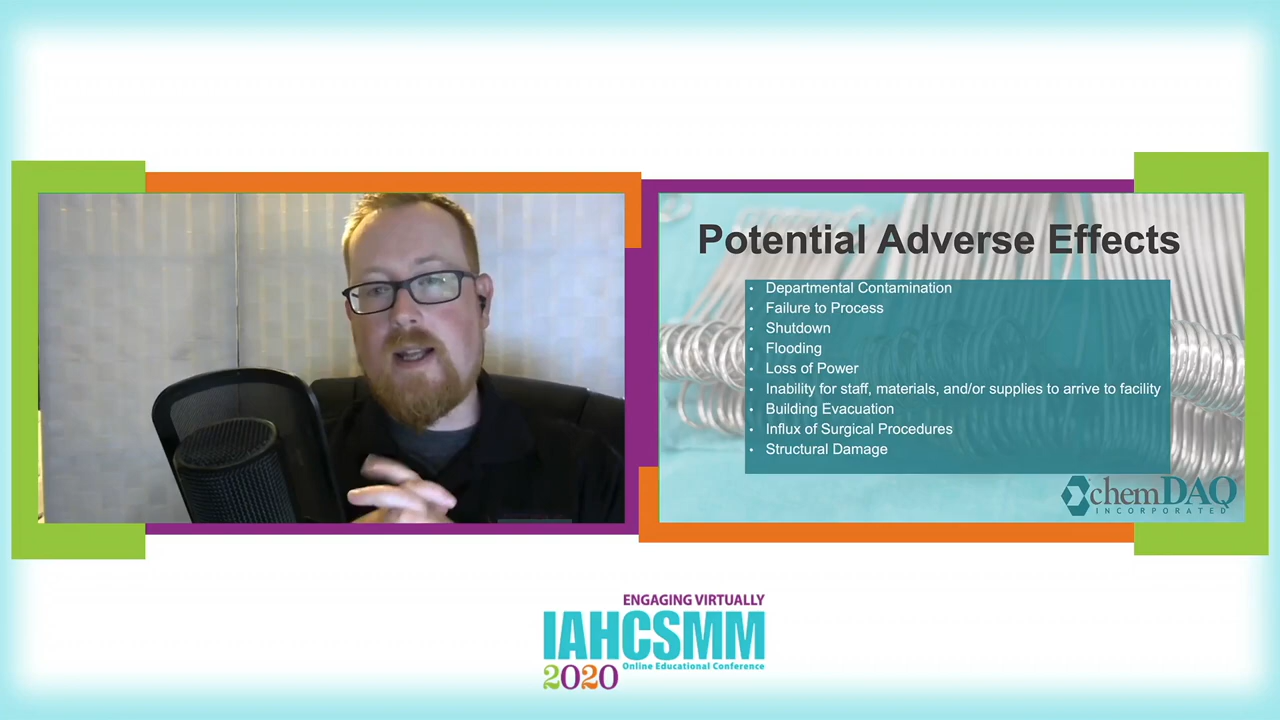 Potential Adverse Effects
• Departmental Contamination
• Failure to Process
• Shutdown
• Flooding
• Loss of Power
• Inability for staff, materials, and/or supplies to arrive to facility
• Building Evacuation
• Influx of Surgical Procedures
• Structural Damage
chemDAQ
INCORPORATED
ENGAGING VIRTUALLY
IAHCSMM
2020 Online Educational Conference